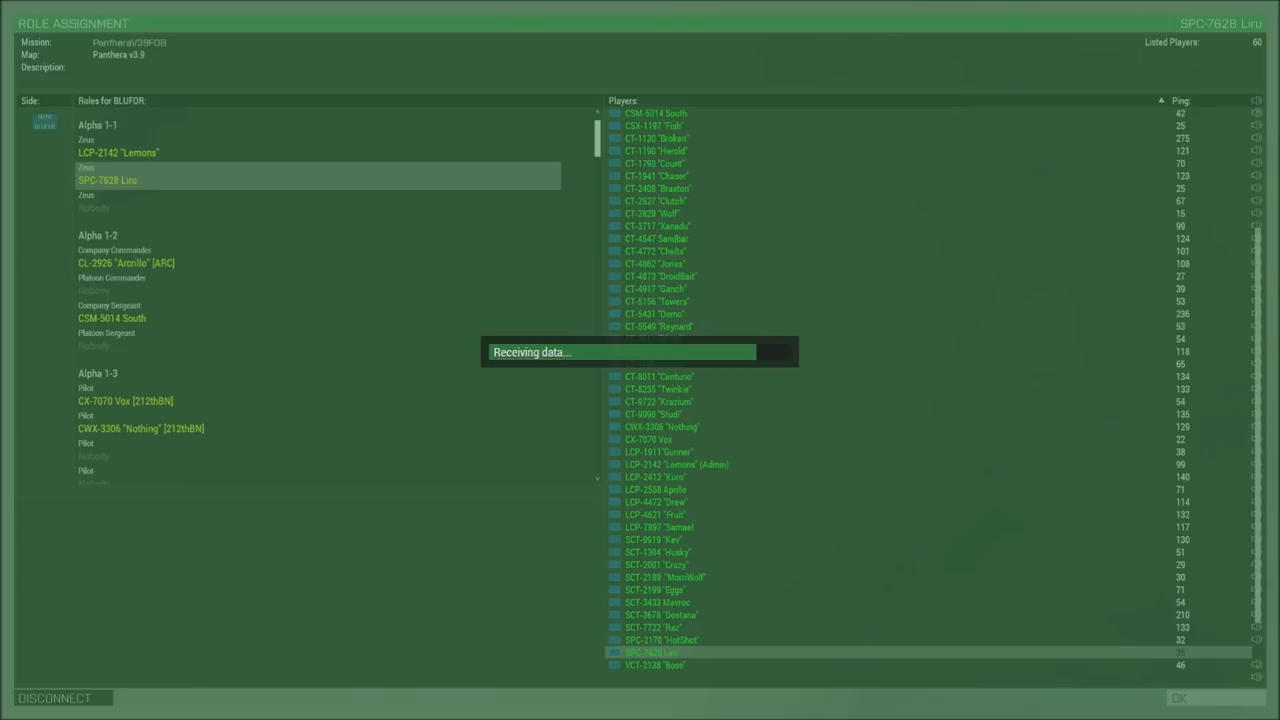 ROLE ASSIGNMENT
SPC-7628 Liru
Mission: PantheraV39FOB
Listed Players: 60
Map: Panthera v3.9
Description:
Side:
Roles for BLUFOR:
BLUFOR
Alpha 1-1
Zeus
LCP-2142 "Lemons"
Zeus
SPC-7628 Liru
Zeus
Nobody
Alpha 1-2
Company Commander
CL-2926 "Arcrillo" [ARC]
Platoon Commander
Nobody
Company Sergeant
CSM-5014 South
Platoon Sergeant
Nobody
Alpha 1-3
Pilot
CX-7070 Vox [212thBN]
Pilot
CWX-3306 "Nothing" [212thBN]
Pilot
Nobody
Pilot
Nobody
Players: Ping:
CSM-5014 South 42
CSX-1197 "Fish" 25
CT-1130 "Broken" 275
CT-1190 "Herold" 121
CT-1793 "Count" 70
CT-1941 "Chaser" 123
CT-2408 "Braxton" 25
CT-2527 "Clutch" 67
CT-2828 "Wolf" 15
CT-3717 "Xanadu" 99
CT-4547 Sandbar 124
CT-4772 "Chefts" 101
CT-4862 "Jonas" 108
CT-4873 "DroidBait" 27
CT-4917 "Ganch" 39
CT-5156 "Towers" 53
CT-5431 "Demo" 236
CT-5549 "Reynard" 53
54
118
65
Receiving data...
CT-8011 "Centurio" 134
CT-8235 "Twinkie" 133
CT-9722 "Krazium" 54
CT-9998 "Studi" 135
CWX-3306 "Nothing" 129
CX-7070 Vox 22
LCP-1911"Gunner" 38
LCP-2142 "Lemons" (Admin) 99
LCP-2412 "Kuro" 140
LCP-2558 Apollo 71
LCP-4472 "Drew" 114
LCP-4621 "Fruit" 132
LCP-7897 "Samael 117
SCT-9919 "Kev" 130
SCT-1304 "Husky" 51
SCT-2001 "Crazy" 29
SCT-2189 "MorriWolf" 30
SCT-2199 "Eggs" 71
SCT-3433 Mavroc 54
SCT-3678 "Dostana" 210
SCT-7722 "Raz" 133
SPC-2170 "HotShot" 32
SPC-7628 Liru 35
VCT-2138 "Boss" 46
DISCONNECT
OK